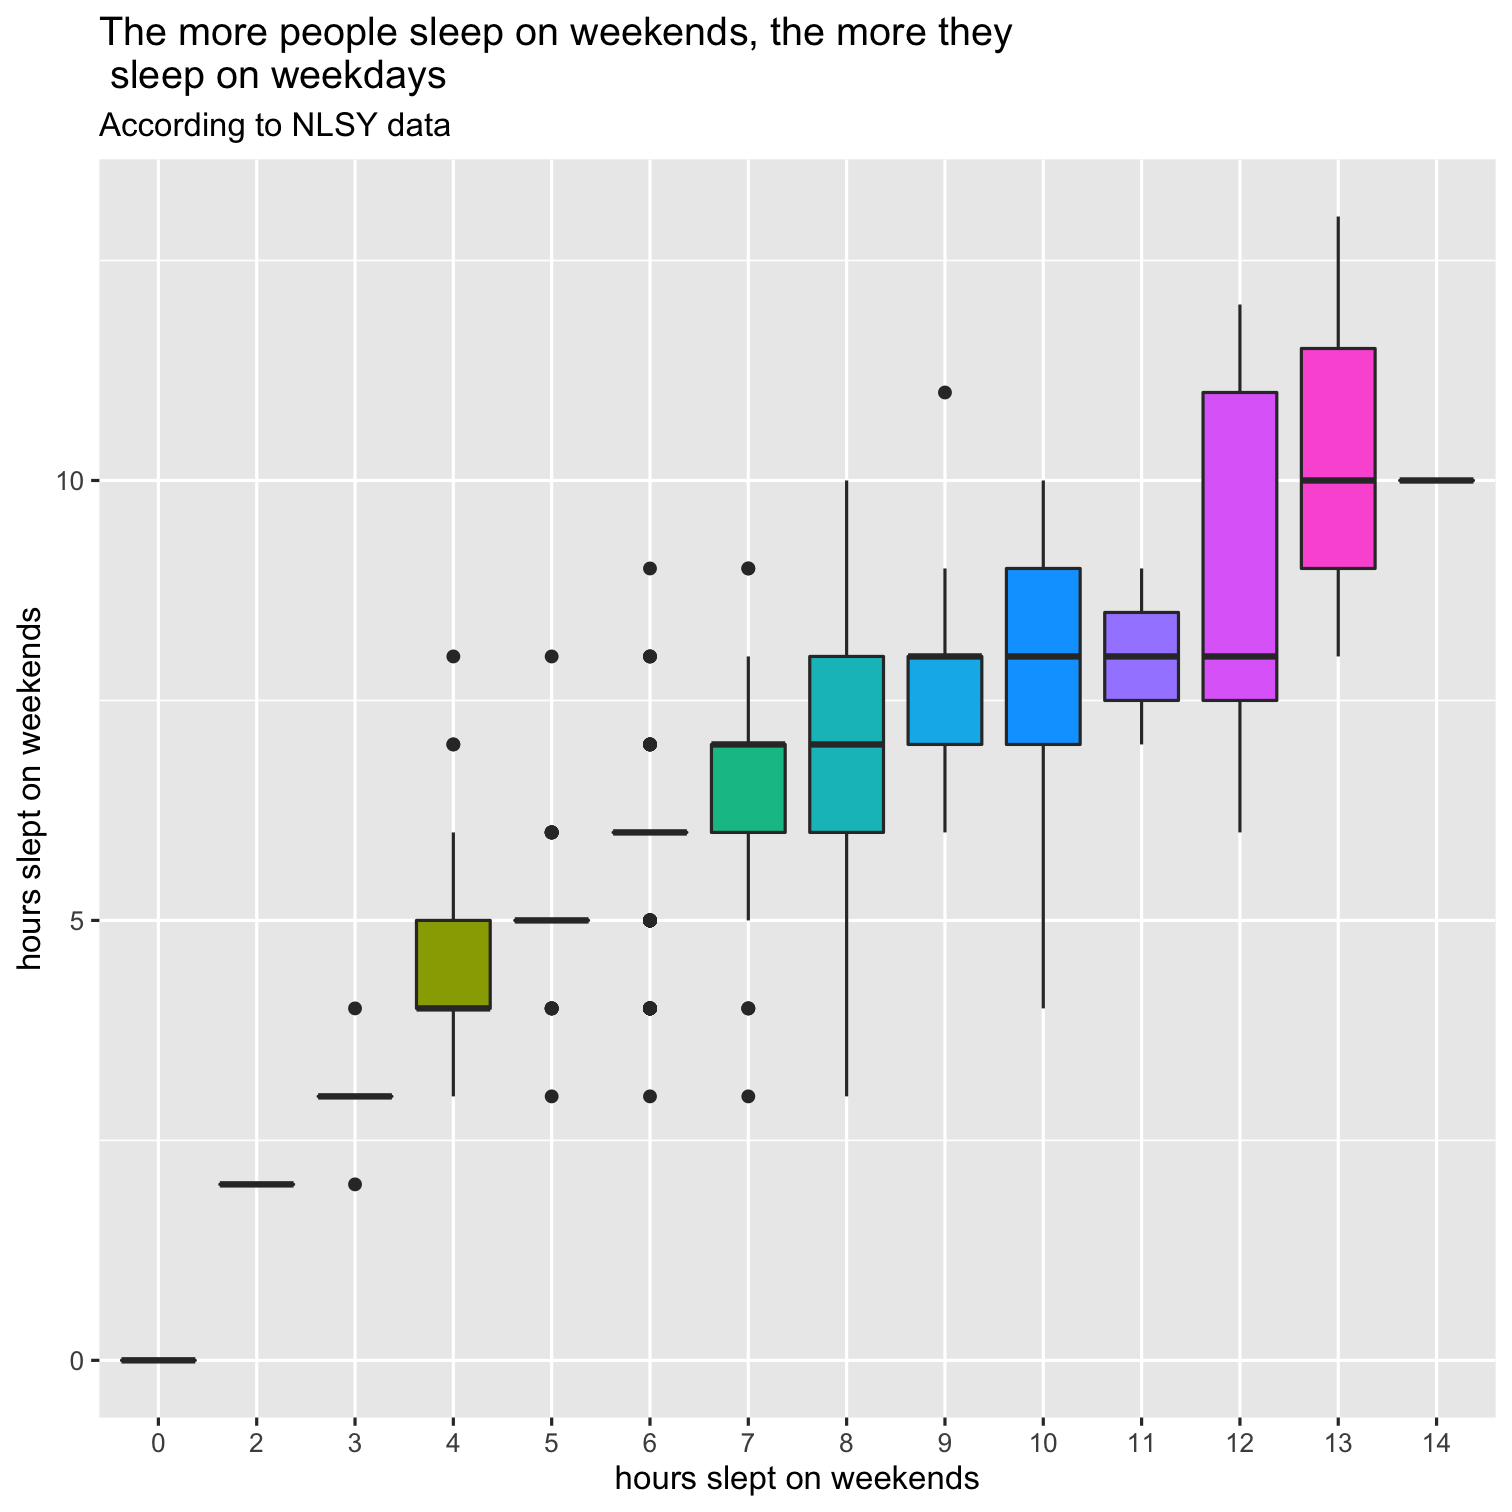 The more people sleep on weekends, the more they
sleep on weekdays
According to NLSY data
hours slept on weekends
10
5
0
0 2 3 4 5 6 7 8 9 10 11 12 13 14
hours slept on weekends